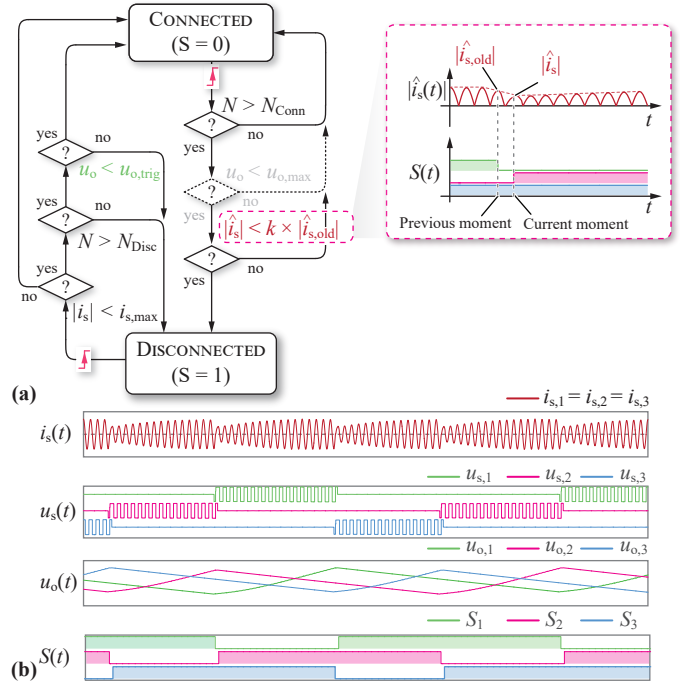 CONNECTED
(S = 0)
N > N_Conn
?
no
yes
u_o < u_o,max
?
no
yes
|î_s| < k × |î_s,old|
?
no
yes
yes
no
?
u_o < u_o,trig
yes
?
N > N_Disc
yes
?
no
|i_s| < i_s,max
DISCONNECTED
(S = 1)
|î_s,old|
|î_s|
|î_s(t)|
t
S(t)
t
Previous moment
Current moment
(a)
i_s,1 = i_s,2 = i_s,3
i_s(t)
u_s,1 u_s,2 u_s,3
u_s(t)
u_o,1 u_o,2 u_o,3
u_o(t)
S_1 S_2 S_3
S(t)
(b)